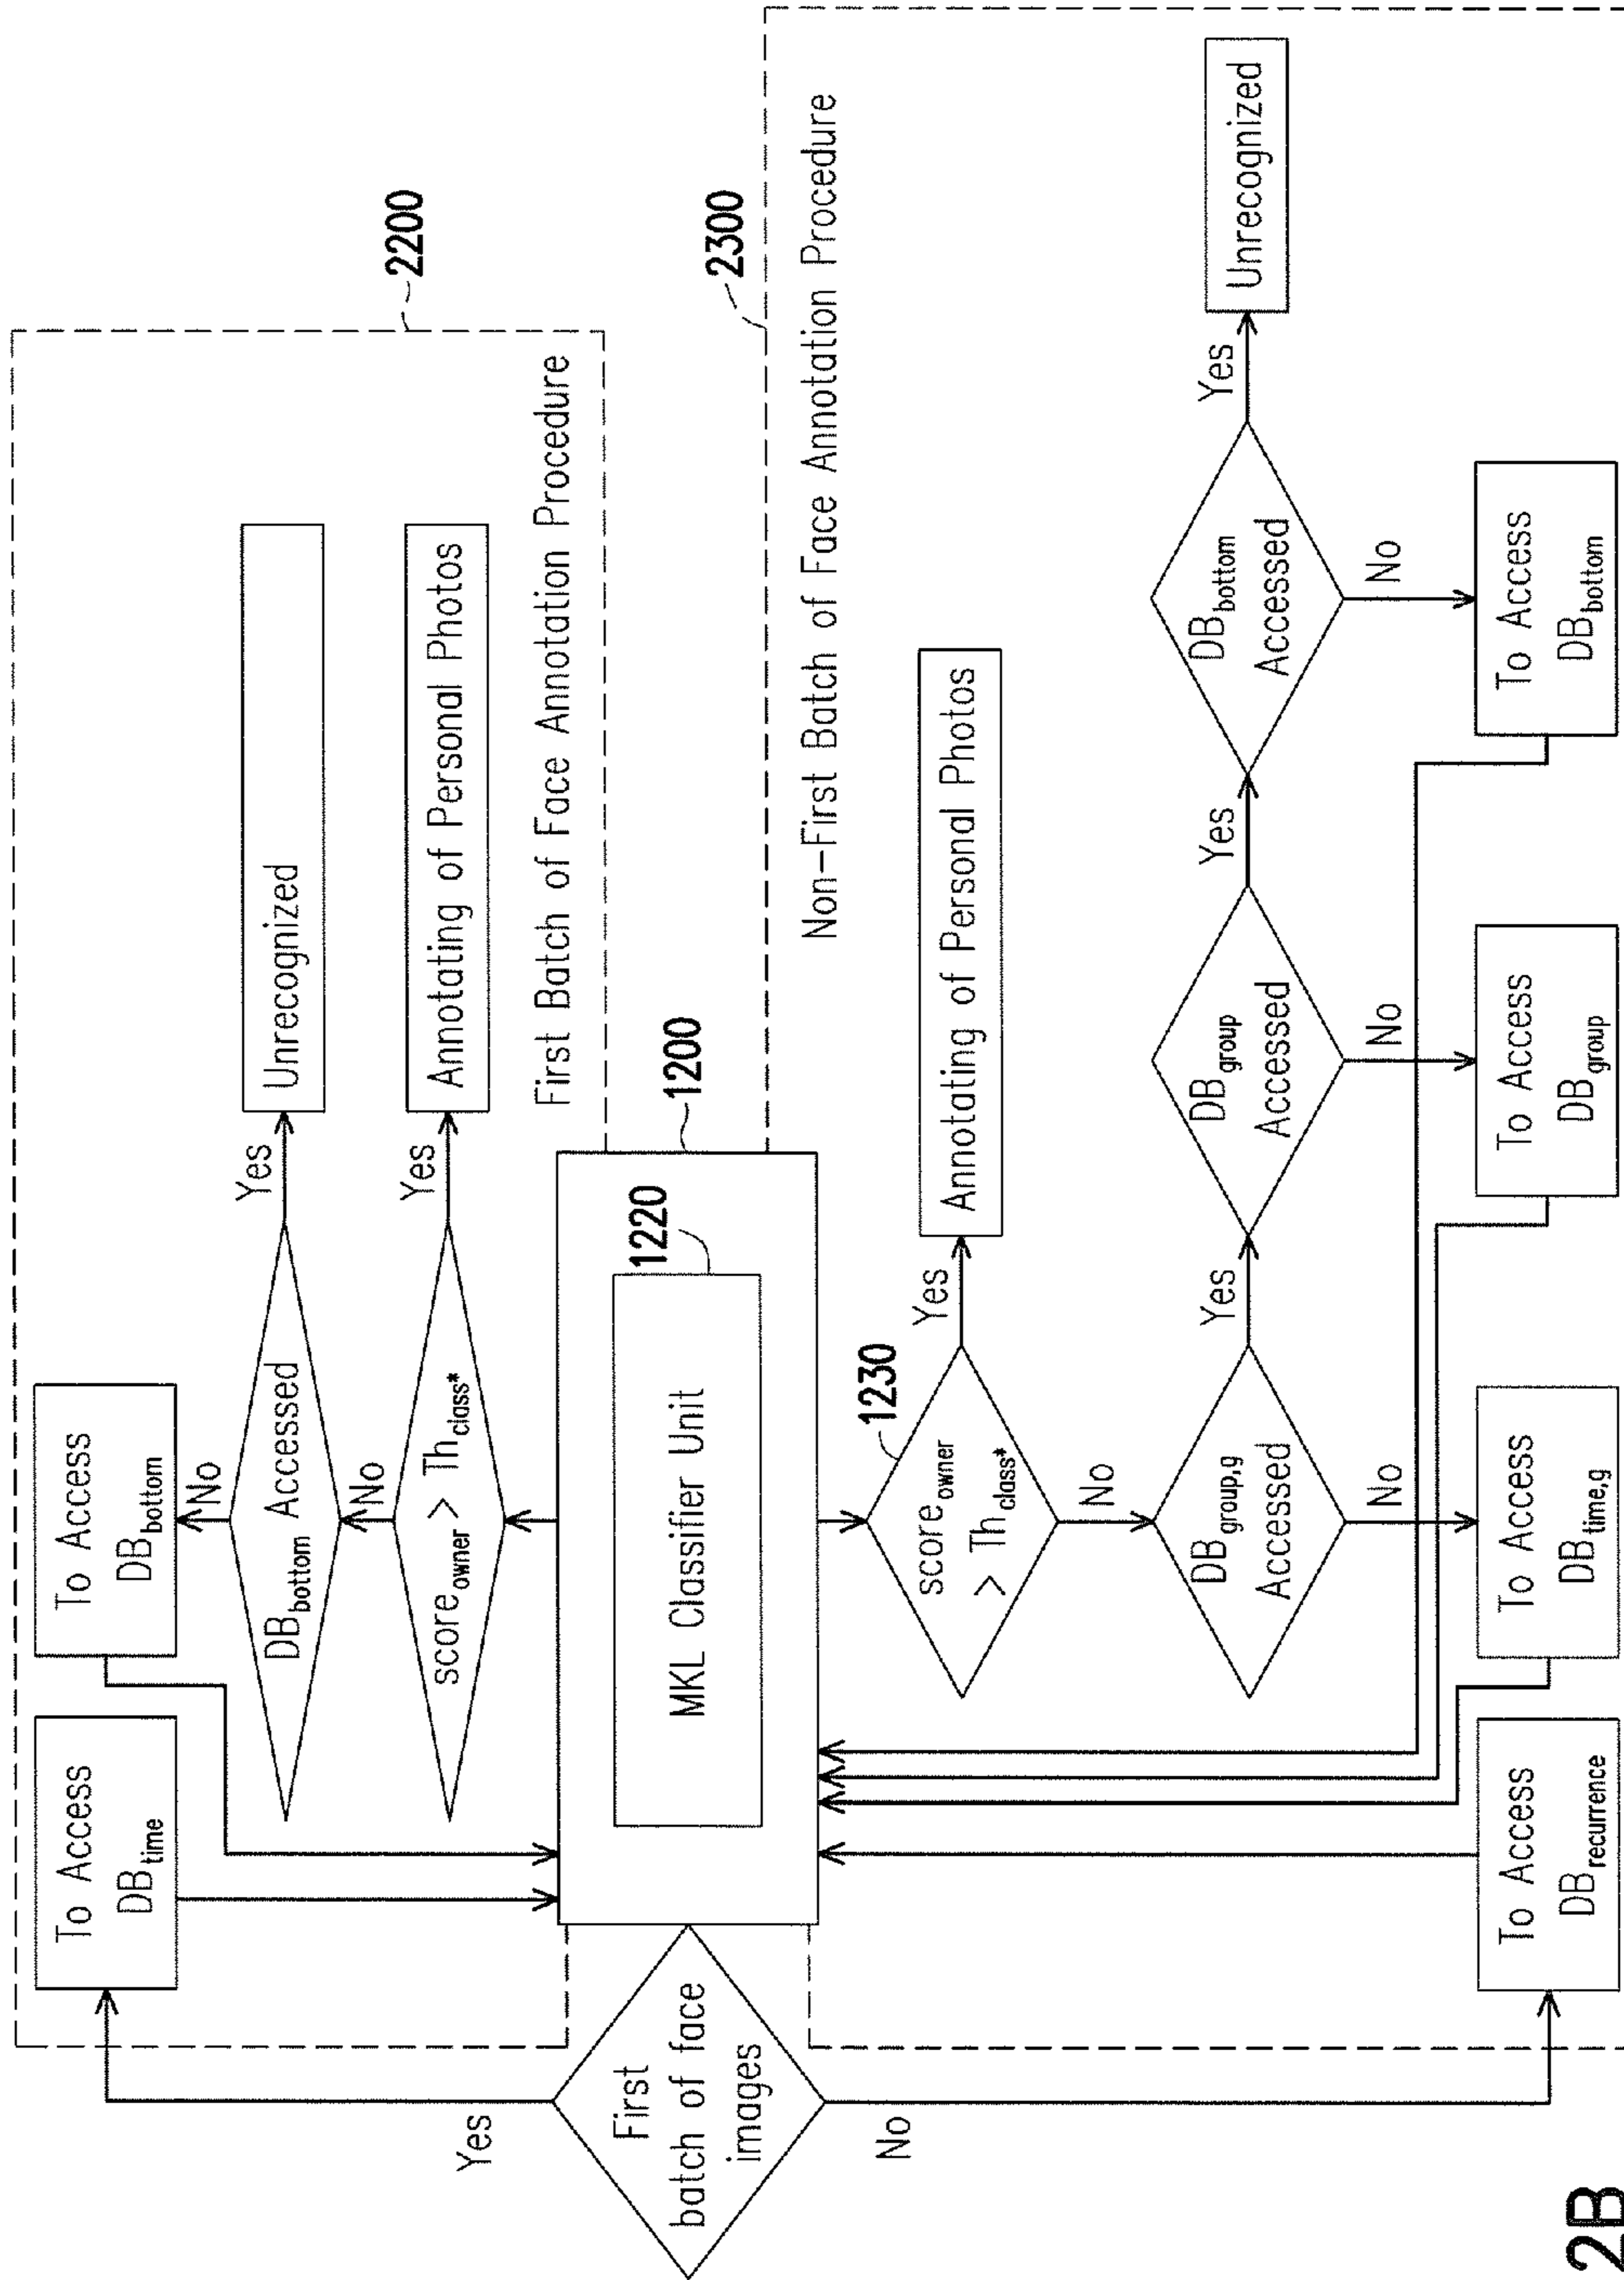 2200
To Access
DB_time
To Access
DB_bottom
No
DB_bottom Accessed
Yes
Unrecognized
No
score_owner > Th_class*
Yes
Annotating of Personal Photos
First Batch of Face Annotation Procedure
Yes
First
batch of face
images
No
1200
1220
MKL Classifier Unit
2300
Non-First Batch of Face Annotation Procedure
1230
score_owner
> Th_class*
Yes
Annotating of Personal Photos
No
DB_group,g
Accessed
Yes
DB_group
Accessed
Yes
DB_bottom
Accessed
Yes
Unrecognized
No
No
No
To Access
DB_recurrence
To Access
DB_time,g
To Access
DB_group
To Access
DB_bottom
2B